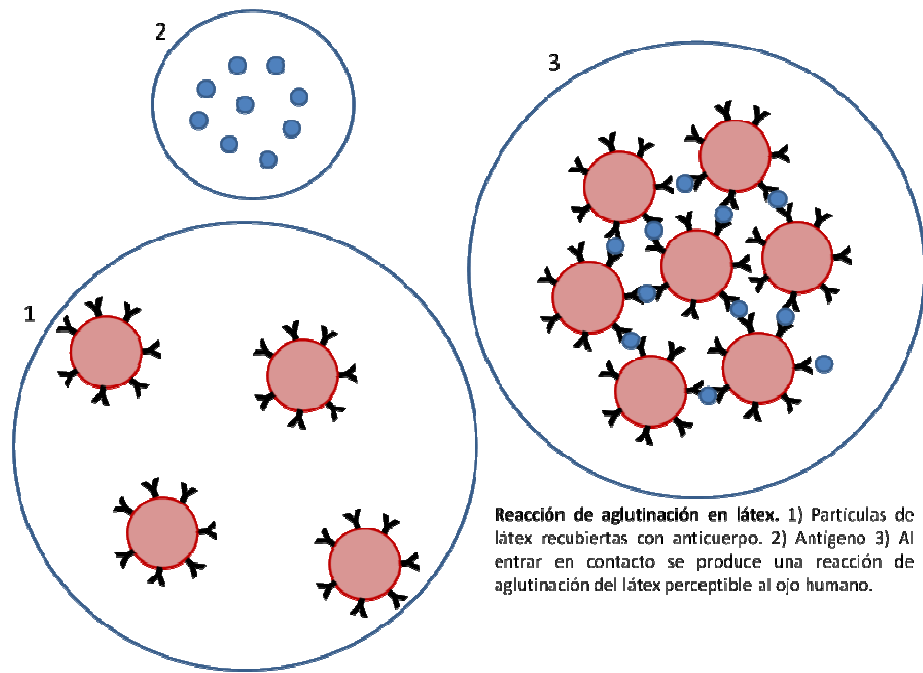 2
3
1
Reacción de aglutinación en látex. 1) Partículas de
látex recubiertas con anticuerpo. 2) Antígeno 3) Al
entrar en contacto se produce una reacción de
aglutinación del látex perceptible al ojo humano.